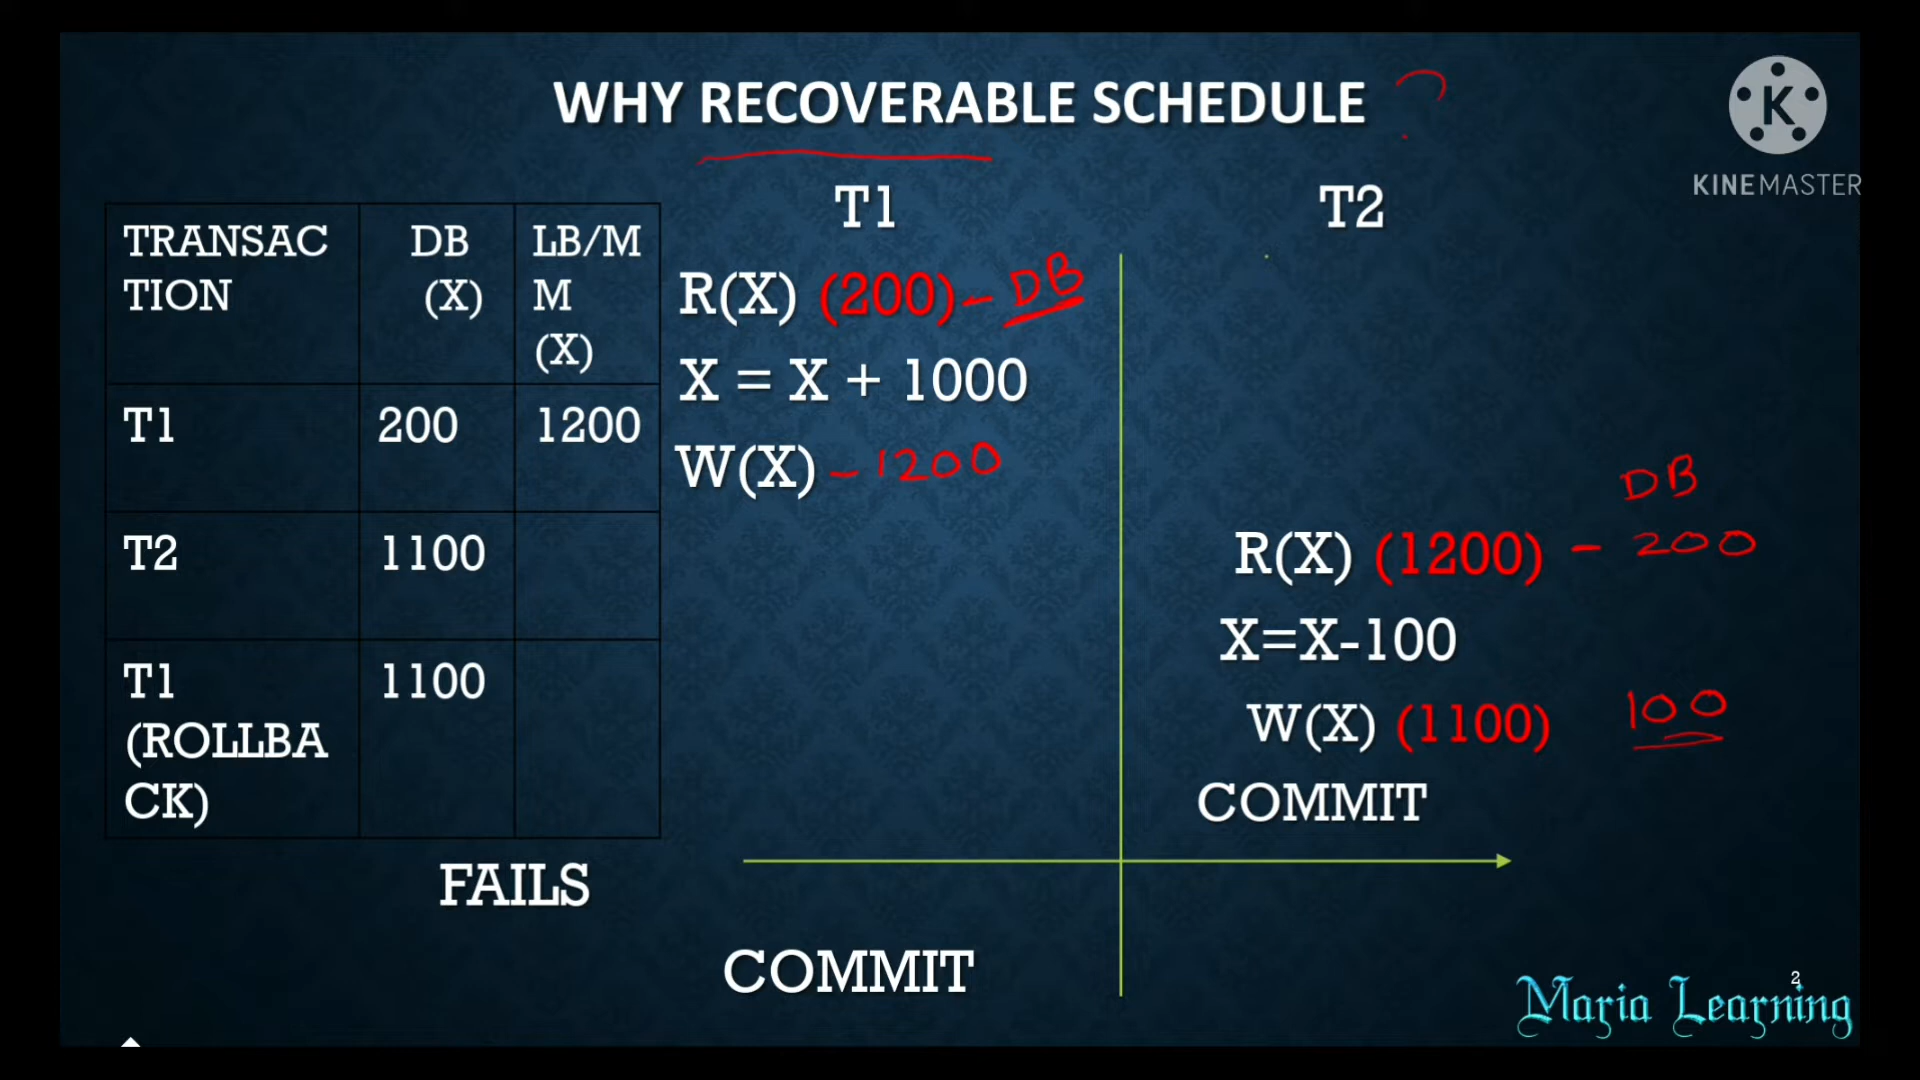 WHY RECOVERABLE SCHEDULE ?
K
KINEMASTER
TRANSAC
TION
DB
(X)
LB/M
M
(X)
T1
200
1200
T2
1100
T1
(ROLLBA
CK)
1100
FAILS
T1
R(X) (200) - DB
X = X + 1000
W(X) - 1200
COMMIT
T2
DB
R(X) (1200) - 200
X=X-100
W(X) (1100) 100
COMMIT
2
Maria Learning